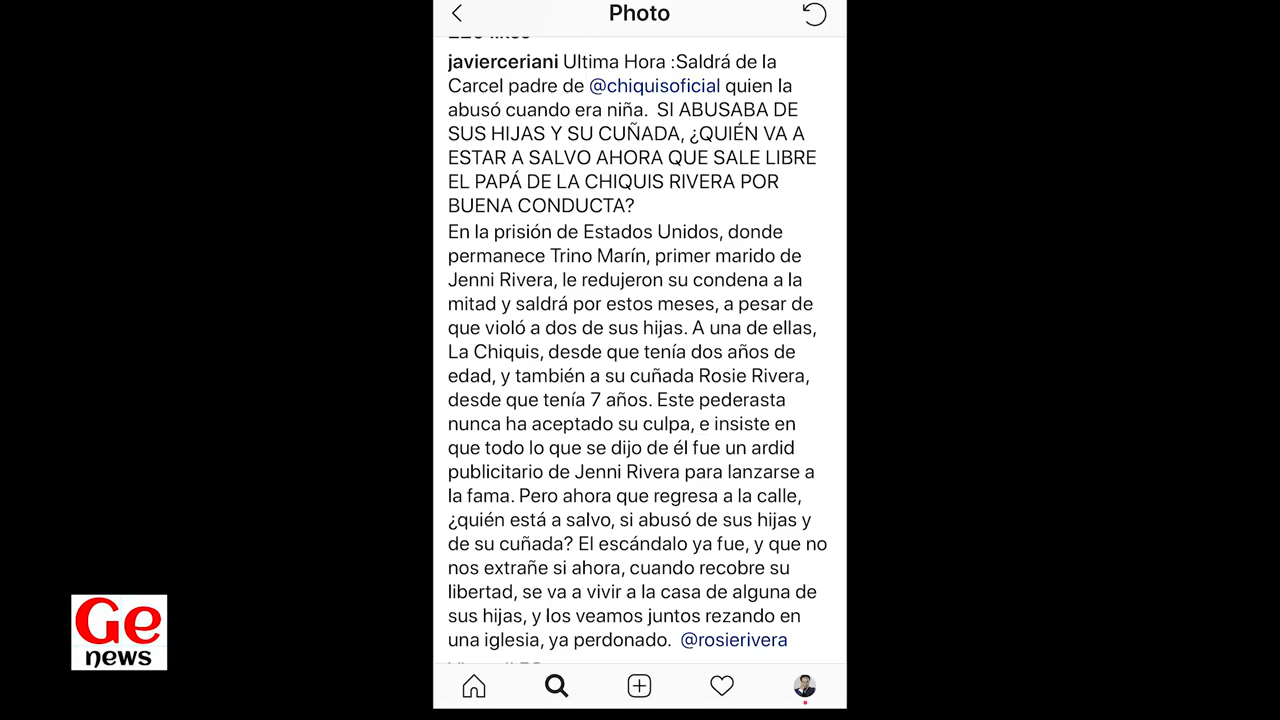 Photo
javierceriani Ultima Hora :Saldrá de la
Carcel padre de @chiquisoficial quien la
abusó cuando era niña.  SI ABUSABA DE
SUS HIJAS Y SU CUÑADA, ¿QUIÉN VA A
ESTAR A SALVO AHORA QUE SALE LIBRE
EL PAPÁ DE LA CHIQUIS RIVERA POR
BUENA CONDUCTA?
En la prisión de Estados Unidos, donde
permanece Trino Marín, primer marido de
Jenni Rivera, le redujeron su condena a la
mitad y saldrá por estos meses, a pesar de
que violó a dos de sus hijas. A una de ellas,
La Chiquis, desde que tenía dos años de
edad, y también a su cuñada Rosie Rivera,
desde que tenía 7 años. Este pederasta
nunca ha aceptado su culpa, e insiste en
que todo lo que se dijo de él fue un ardid
publicitario de Jenni Rivera para lanzarse a
la fama. Pero ahora que regresa a la calle,
¿quién está a salvo, si abusó de sus hijas y
de su cuñada? El escándalo ya fue, y que no
nos extrañe si ahora, cuando recobre su
libertad, se va a vivir a la casa de alguna de
sus hijas, y los veamos juntos rezando en
una iglesia, ya perdonado.  @rosierivera
Ge
news